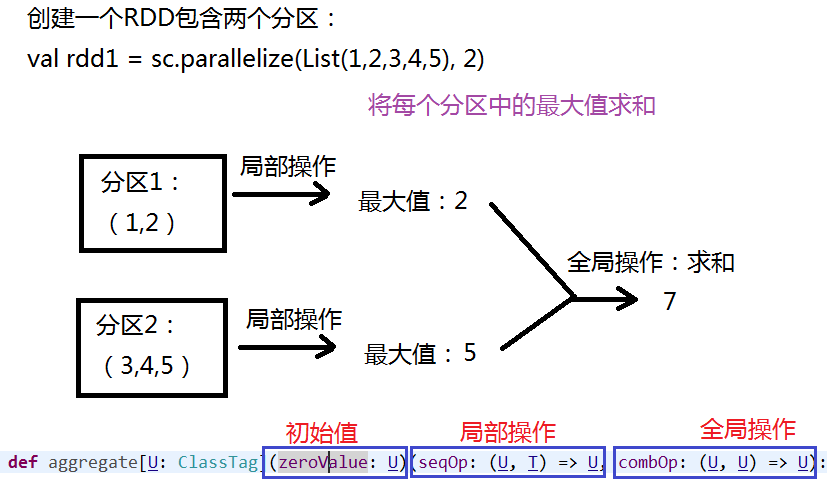 创建一个RDD包含两个分区：
val rdd1 = sc.parallelize(List(1,2,3,4,5), 2)
将每个分区中的最大值求和
分区1：
（1,2）
局部操作
最大值：2
全局操作：求和
7
分区2：
（3,4,5）
局部操作
最大值：5
初始值
局部操作
全局操作
def aggregate[U: ClassTag](zeroValue: U)(seqOp: (U, T) => U, combOp: (U, U) => U):